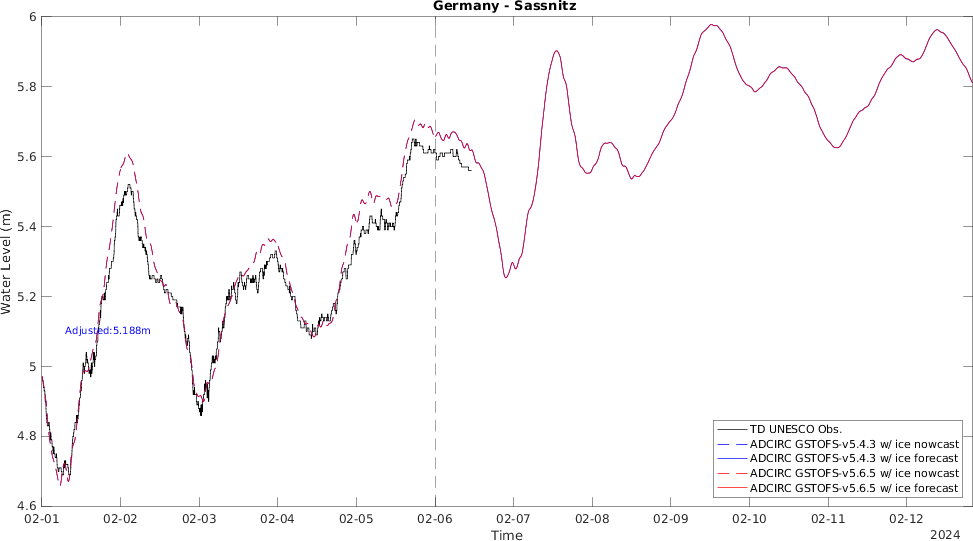 Germany - Sassnitz
6
5.8
5.6
5.4
5.2
5
4.8
4.6
Water Level (m)
Adjusted:5.188m
TD UNESCO Obs.
ADCIRC GSTOFS-v5.4.3 w/ ice nowcast
ADCIRC GSTOFS-v5.4.3 w/ ice forecast
ADCIRC GSTOFS-v5.6.5 w/ ice nowcast
ADCIRC GSTOFS-v5.6.5 w/ ice forecast
02-01 02-02 02-03 02-04 02-05 02-06 02-07 02-08 02-09 02-10 02-11 02-12
Time
2024